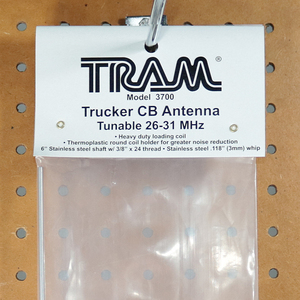 TRAM®
Model 3700
Trucker CB Antenna
Tunable 26-31 MHz
• Heavy duty loading coil
• Thermoplastic round coil holder for greater noise reduction
6" Stainless steel shaft w/ 3/8" x 24 thread • Stainless steel .118" (3mm) whip